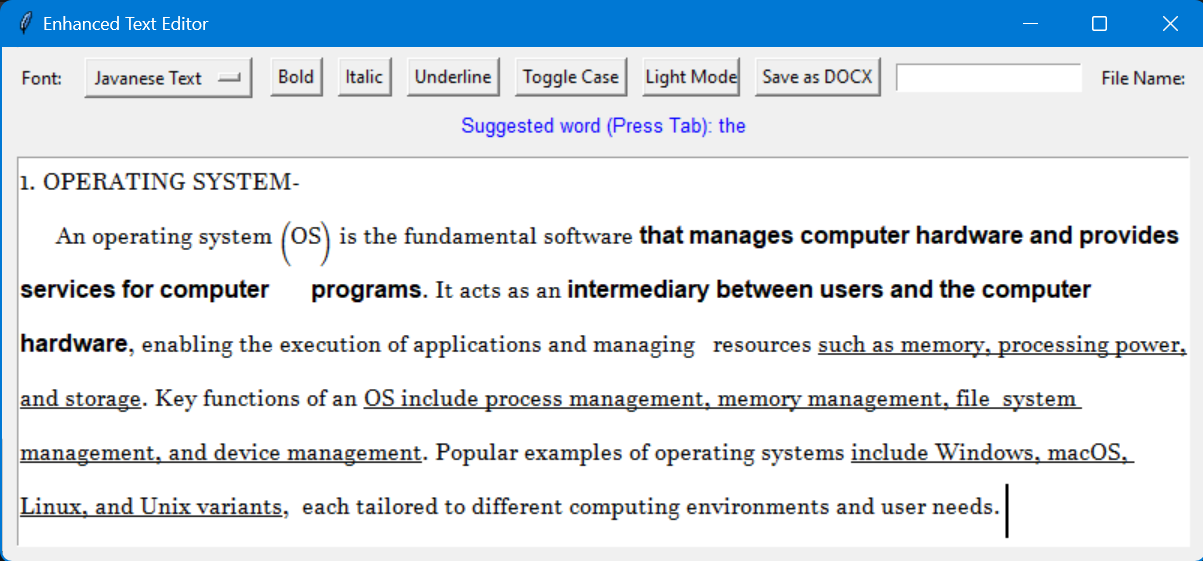 Enhanced Text Editor
Font: Javanese Text Bold Italic Underline Toggle Case Light Mode Save as DOCX File Name:
Suggested word (Press Tab): the
1. OPERATING SYSTEM-
An operating system (OS) is the fundamental software that manages computer hardware and provides
services for computer programs. It acts as an intermediary between users and the computer
hardware, enabling the execution of applications and managing resources such as memory, processing power,
and storage. Key functions of an OS include process management, memory management, file system
management, and device management. Popular examples of operating systems include Windows, macOS,
Linux, and Unix variants, each tailored to different computing environments and user needs.